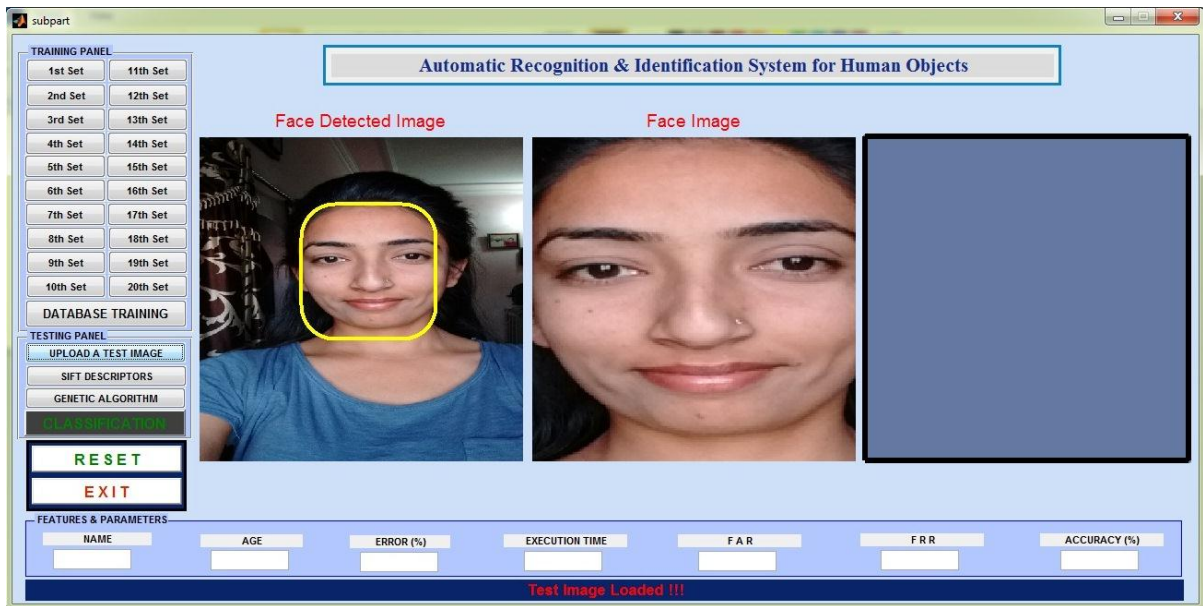 subpart
Automatic Recognition & Identification System for Human Objects
TRAINING PANEL
1st Set 11th Set
2nd Set 12th Set
3rd Set 13th Set
4th Set 14th Set
5th Set 15th Set
6th Set 16th Set
7th Set 17th Set
8th Set 18th Set
9th Set 19th Set
10th Set 20th Set
DATABASE TRAINING
TESTING PANEL
UPLOAD A TEST IMAGE
SIFT DESCRIPTORS
GENETIC ALGORITHM
CLASSIFICATION
RESET
EXIT
Face Detected Image Face Image
FEATURES & PARAMETERS
NAME AGE ERROR (%) EXECUTION TIME F A R F R R ACCURACY (%)
Test Image Loaded !!!